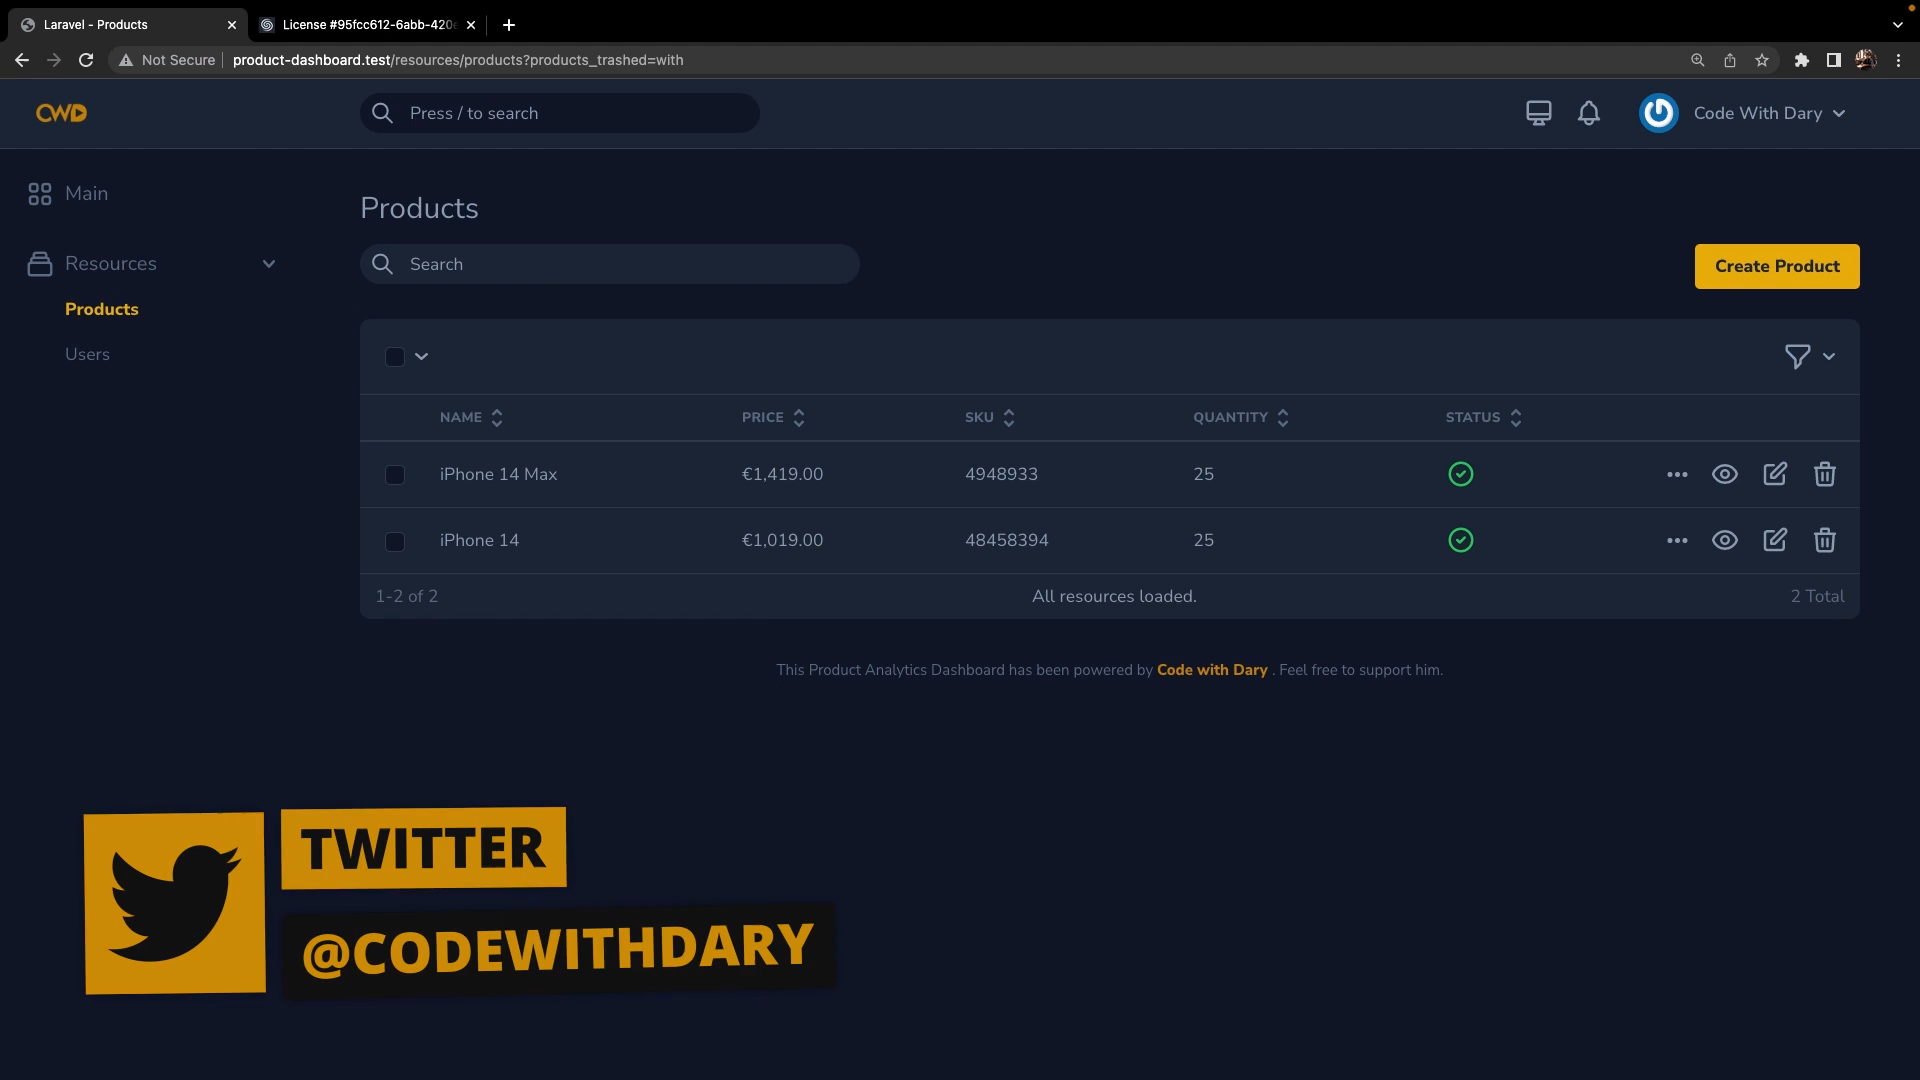 Laravel - Products
License #95fcc612-6abb-420
Not Secure product-dashboard.test/resources/products?products_trashed=with
CWD
Press / to search
Code With Dary
Main
Resources
Products
Users
Products
Search
Create Product
NAME PRICE SKU QUANTITY STATUS
iPhone 14 Max €1,419.00 4948933 25
iPhone 14 €1,019.00 48458394 25
1-2 of 2 All resources loaded. 2 Total
This Product Analytics Dashboard has been powered by Code with Dary . Feel free to support him.
TWITTER
@CODEWITHDARY